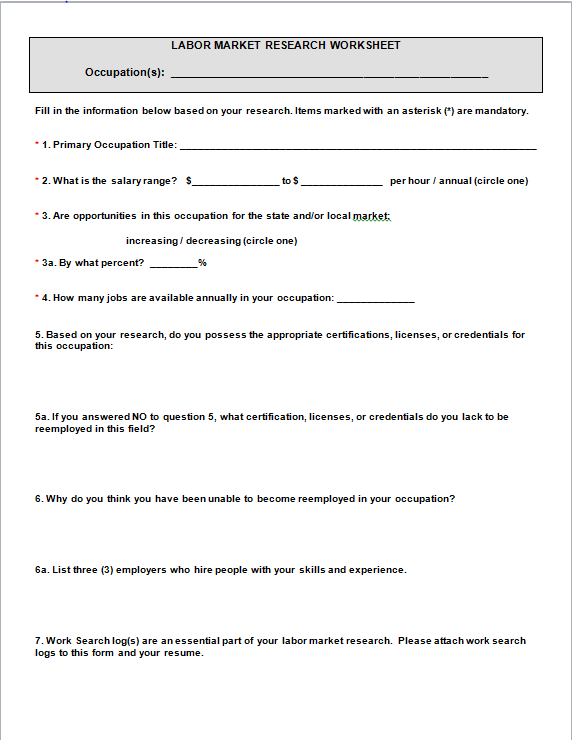 LABOR MARKET RESEARCH WORKSHEET
Occupation(s): ______________________________________________
Fill in the information below based on your research. Items marked with an asterisk (*) are mandatory.
* 1. Primary Occupation Title: ______________________________________________________
* 2. What is the salary range? $______________ to $ _____________ per hour / annual (circle one)
* 3. Are opportunities in this occupation for the state and/or local market:
increasing / decreasing (circle one)
* 3a. By what percent? ________%
* 4. How many jobs are available annually in your occupation: _____________
5. Based on your research, do you possess the appropriate certifications, licenses, or credentials for
this occupation:
5a. If you answered NO to question 5, what certification, licenses, or credentials do you lack to be
reemployed in this field?
6. Why do you think you have been unable to become reemployed in your occupation?
6a. List three (3) employers who hire people with your skills and experience.
7. Work Search log(s) are an essential part of your labor market research. Please attach work search
logs to this form and your resume.